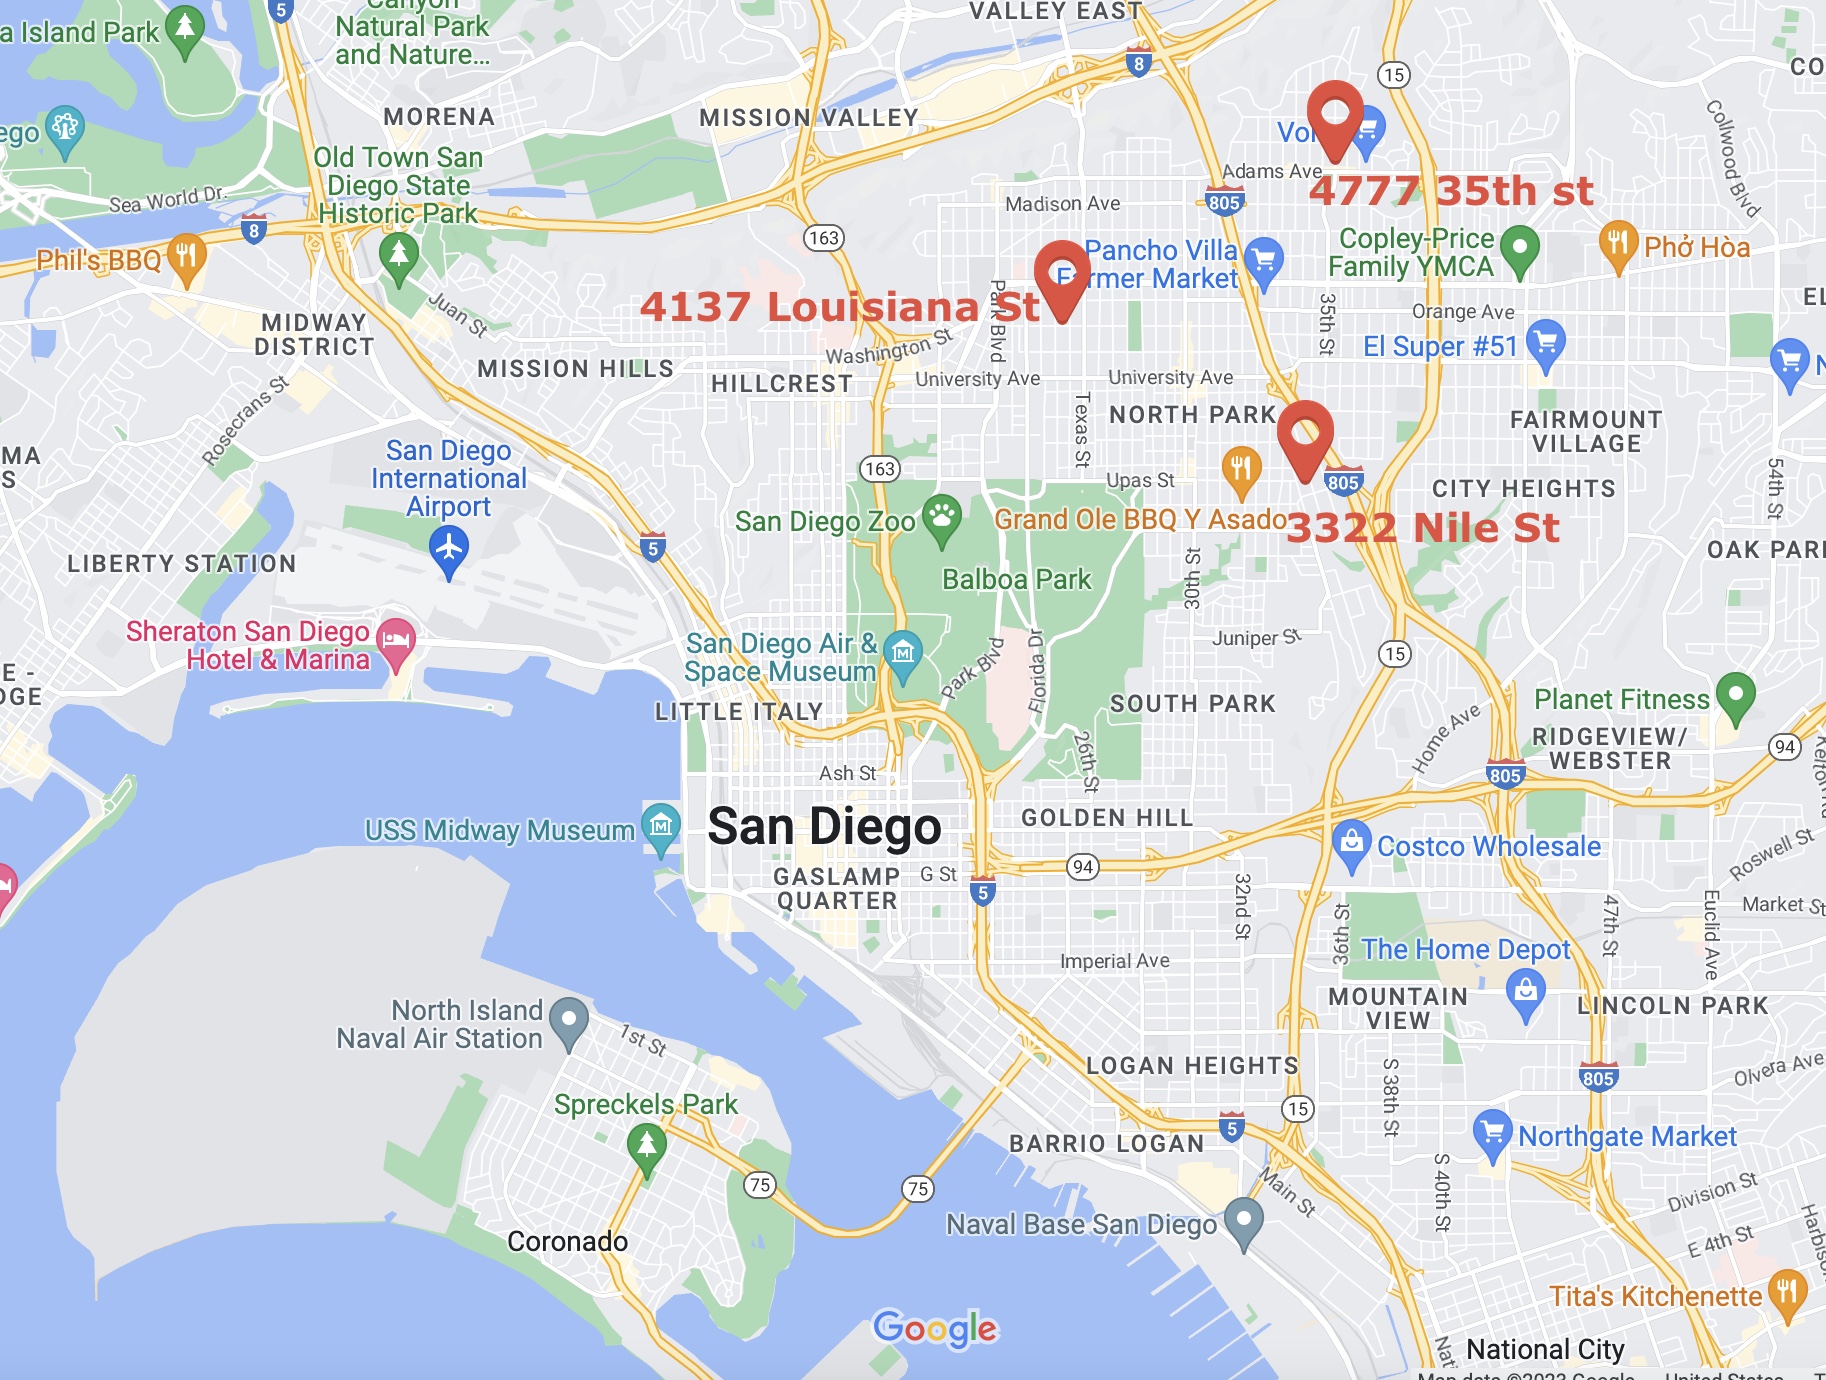 VALLEY EAST
5
Canyon
Natural Park
and Nature...
a Island Park
8
15
CO
MORENA
MISSION VALLEY
ego
Vo
Old Town San
Diego State
Historic Park
Adams Ave
4777 35th st
Collwood Blvd
Sea World Dr.
Madison Ave
805
8
163
Phil's BBQ
Pancho Villa
Farmer Market
Copley-Price
Family YMCA
Phở Hòa
4137 Louisiana St
Park Blvd
35th St
Orange Ave
EL
Juan St
MIDWAY
DISTRICT
Washington St
El Super #51
N
MISSION HILLS
HILLCREST
University Ave
University Ave
Rosecrans St
Texas St
NORTH PARK
FAIRMOUNT
VILLAGE
MA
S
San Diego
International
Airport
163
Upas St
805
CITY HEIGHTS
54th St
San Diego Zoo
Grand Ole BBQ Y Asado
3322 Nile St
5
OAK PARK
LIBERTY STATION
Balboa Park
30th St
Sheraton San Diego
Hotel & Marina
San Diego Air &
Space Museum
Juniper St
15
E -
DGE
Park Blvd
Florida Dr
LITTLE ITALY
SOUTH PARK
Home Ave
Planet Fitness
RIDGEVIEW/
WEBSTER
94
26th St
Ash St
805
USS Midway Museum
San Diego
GOLDEN HILL
Costco Wholesale
Roswell St
GASLAMP
QUARTER
G St
94
5
32nd St
36th St
47th St
Euclid Ave
Market St
The Home Depot
Imperial Ave
MOUNTAIN
VIEW
LINCOLN PARK
North Island
Naval Air Station
1st St
LOGAN HEIGHTS
S 38th St
805
Olvera Ave
Spreckels Park
15
5
BARRIO LOGAN
Northgate Market
75
75
Main St
S 40th St
Division St
Naval Base San Diego
E 4th St
Harbison
Coronado
Tita's Kitchenette
Google
Nati
National City
Map data ©2023 Google
United States
T